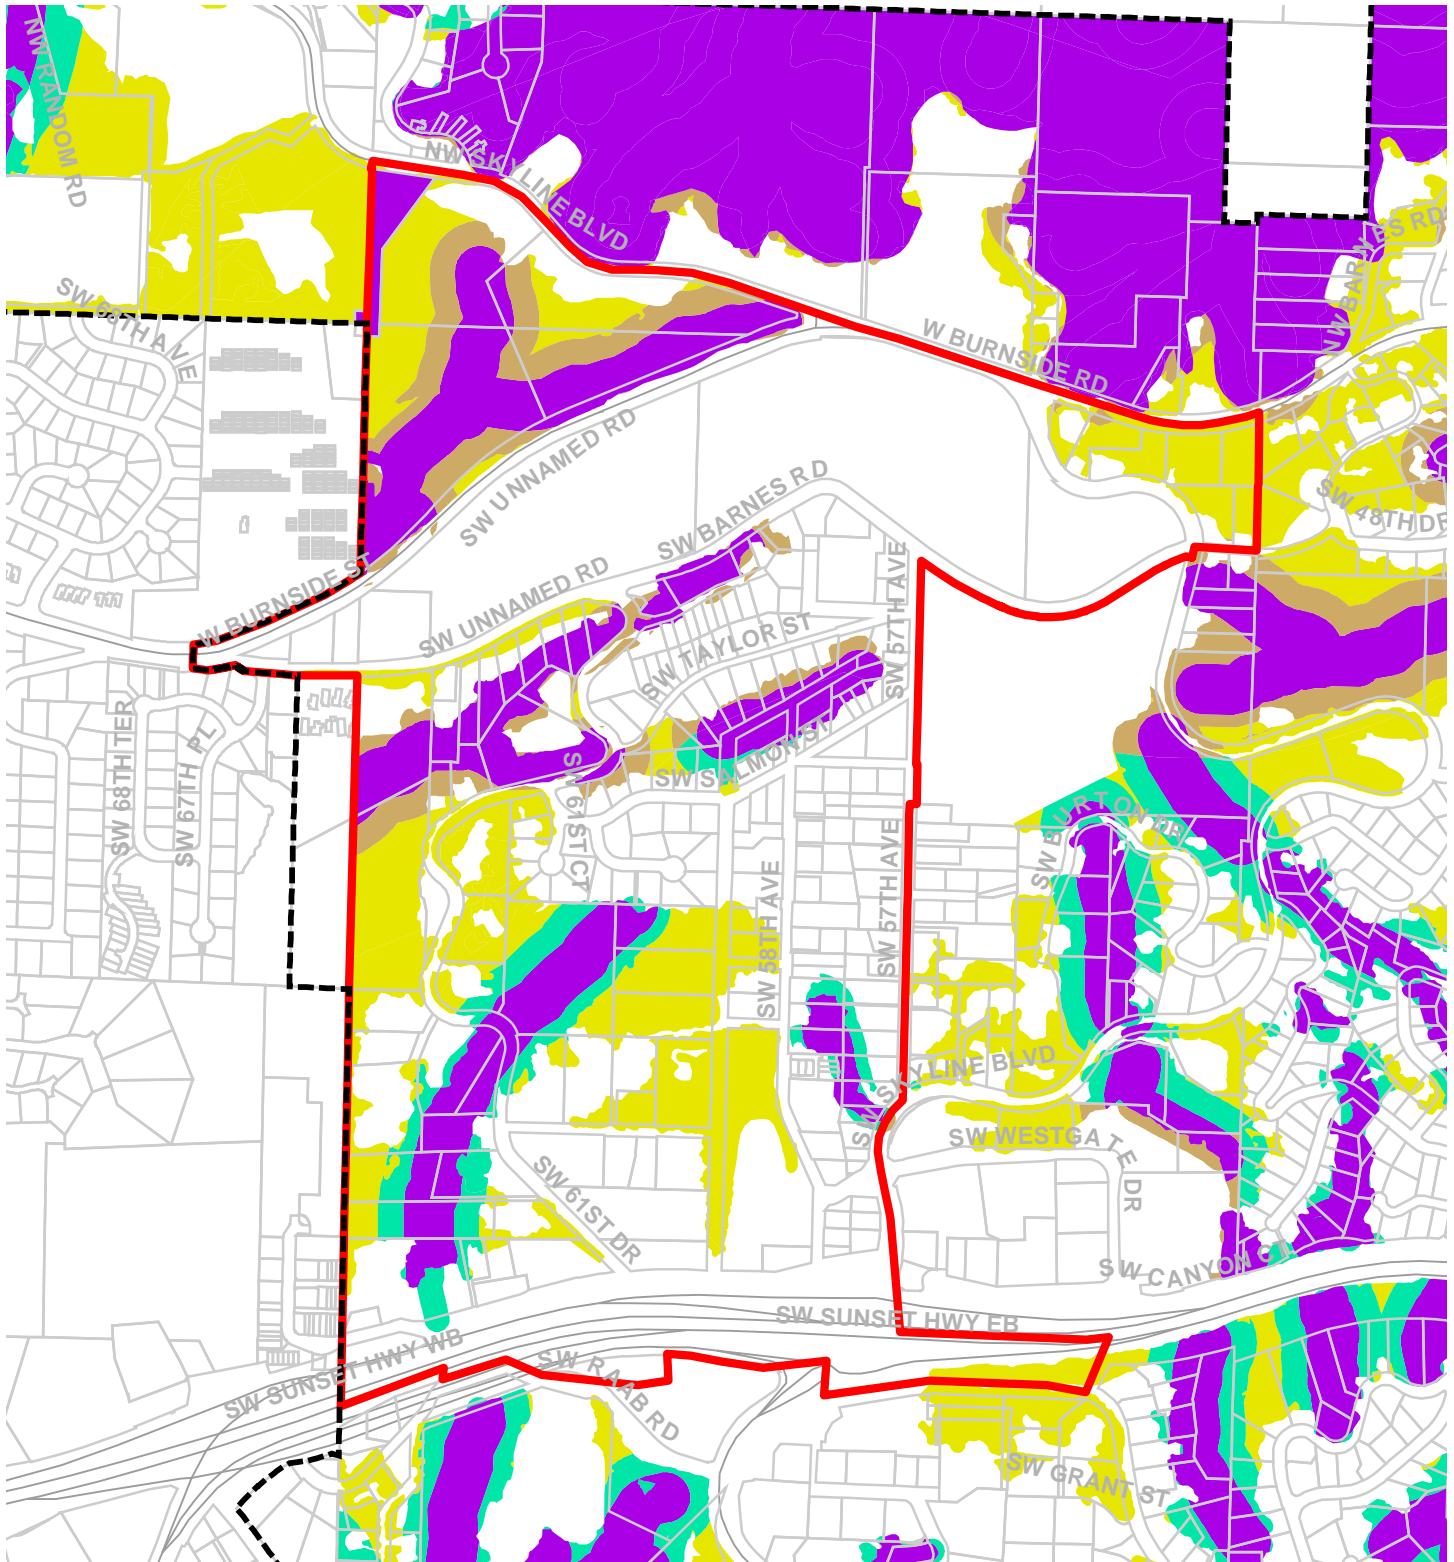 NW RANDOM RD
NW SKYLINE BLVD
NW BARNES RD
SW 68TH AVE
W BURNSIDE RD
SW UNNAMED RD
SW BARNES RD
SW 48TH DR
W BURNSIDE ST
SW UNNAMED RD
SW TAYLOR ST
SW 57TH AVE
SW 68TH TER
SW 67TH PL
SW SALMON ST
SW 61ST CT
SW BURTON DR
SW 58TH AVE
SW 57TH AVE
SW SKYLINE BLVD
SW WESTGATE DR
SW 61ST DR
SW CANYON CT
SW SUNSET HWY EB
SW SUNSET HWY WB
SW RAAB RD
SW GRANT ST